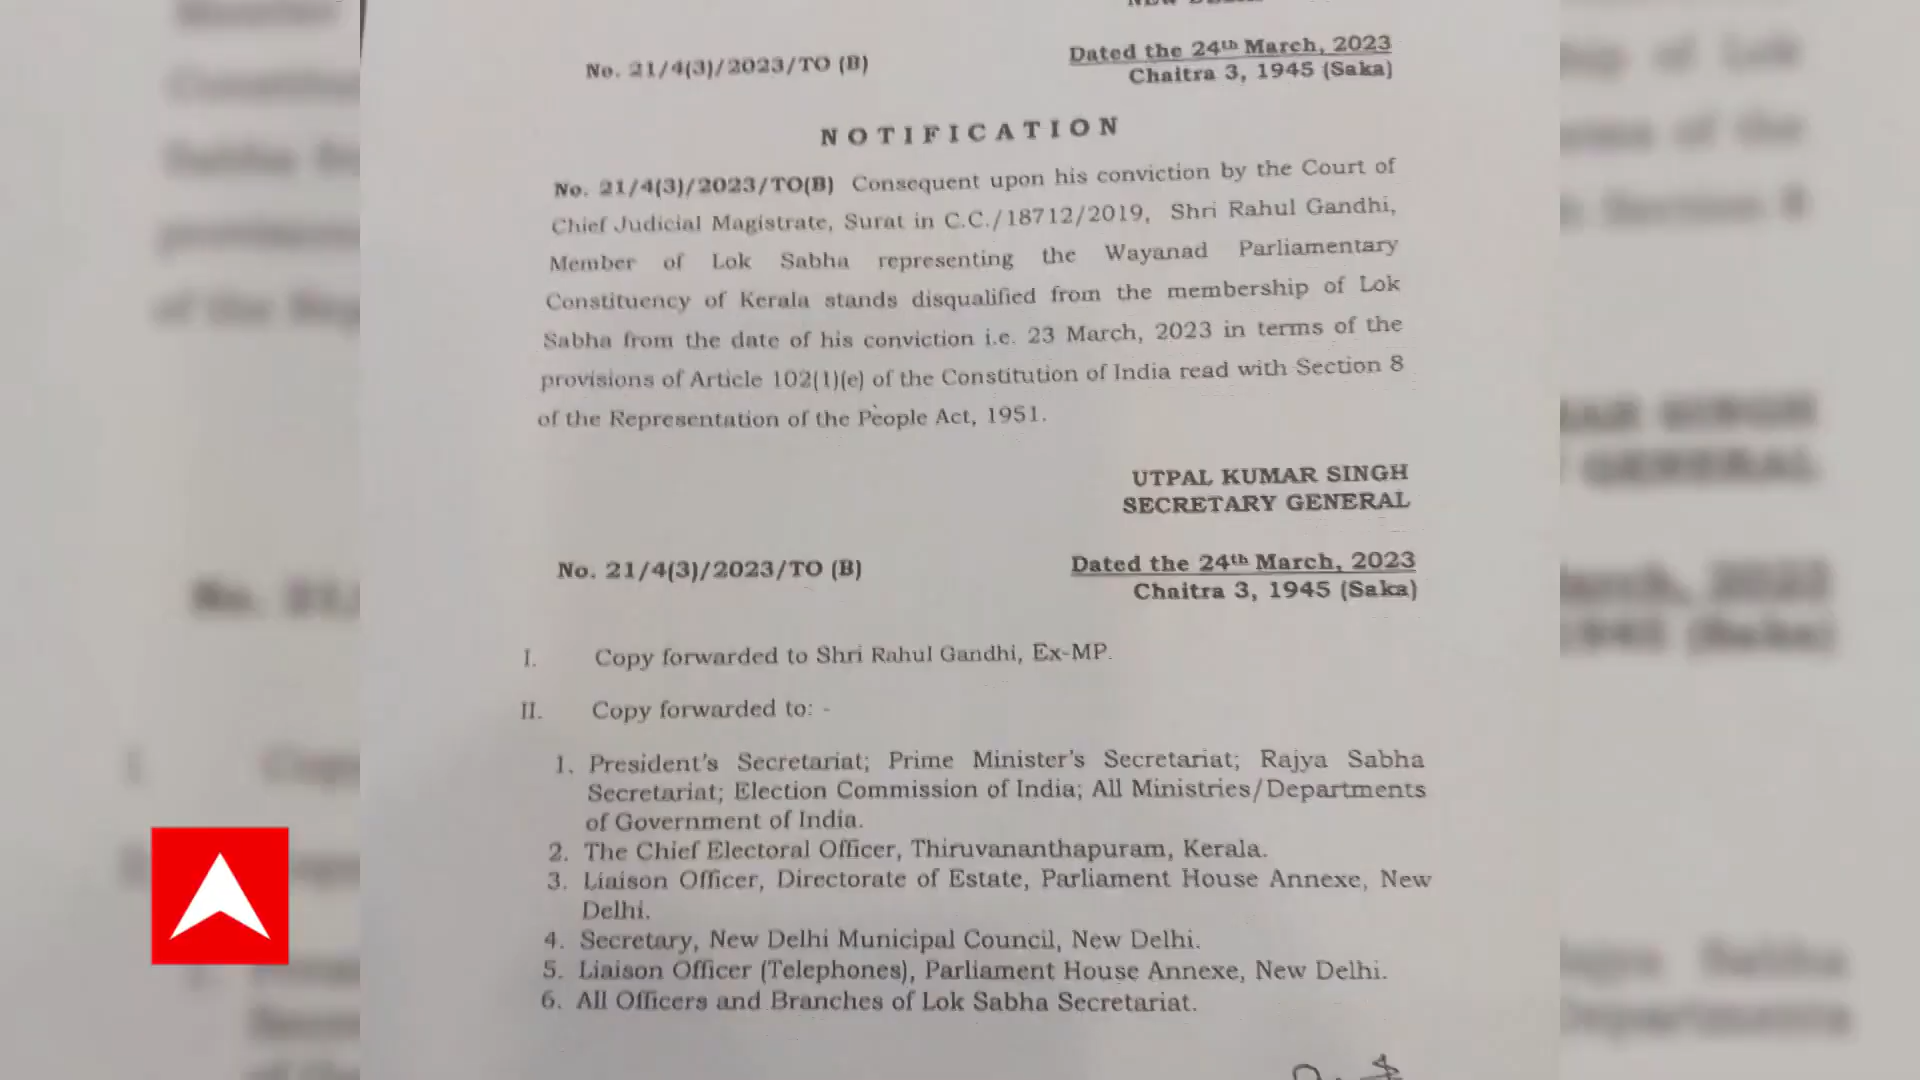 NEW DELHI
No. 21/4(3)/2023/TO (B)
Dated the 24th March, 2023
Chaitra 3, 1945 (Saka)
NOTIFICATION
No. 21/4(3)/2023/TO(B) Consequent upon his conviction by the Court of
Chief Judicial Magistrate, Surat in C.C./18712/2019, Shri Rahul Gandhi,
Member of Lok Sabha representing the Wayanad Parliamentary
Constituency of Kerala stands disqualified from the membership of Lok
Sabha from the date of his conviction i.e. 23 March, 2023 in terms of the
provisions of Article 102(1)(e) of the Constitution of India read with Section 8
of the Representation of the People Act, 1951.
UTPAL KUMAR SINGH
SECRETARY GENERAL
No. 21/4(3)/2023/TO (B)
Dated the 24th March, 2023
Chaitra 3, 1945 (Saka)
I. Copy forwarded to Shri Rahul Gandhi, Ex-MP.
II. Copy forwarded to: -
1. President's Secretariat; Prime Minister's Secretariat; Rajya Sabha
Secretariat; Election Commission of India; All Ministries/Departments
of Government of India.
2. The Chief Electoral Officer, Thiruvananthapuram, Kerala.
3. Liaison Officer, Directorate of Estate, Parliament House Annexe, New
Delhi.
4. Secretary, New Delhi Municipal Council, New Delhi.
5. Liaison Officer (Telephones), Parliament House Annexe, New Delhi.
6. All Officers and Branches of Lok Sabha Secretariat.